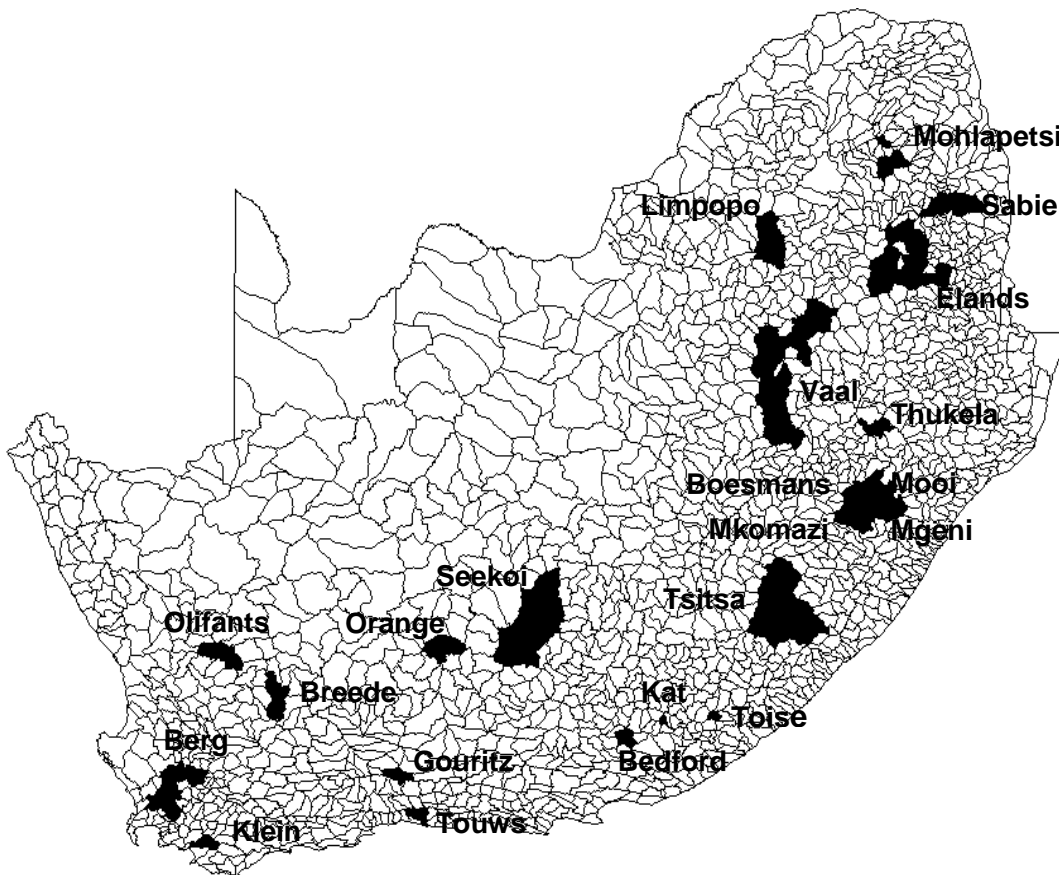 Mohlapetsi
Limpopo
Sabie
Elands
Vaal
Thukela
Boesmans
Mooi
Mkomazi
Mgeni
Seekoi
Tsitsa
Olifants
Orange
Breede
Kat
Toise
Berg
Gouritz
Bedford
Klein
Touws